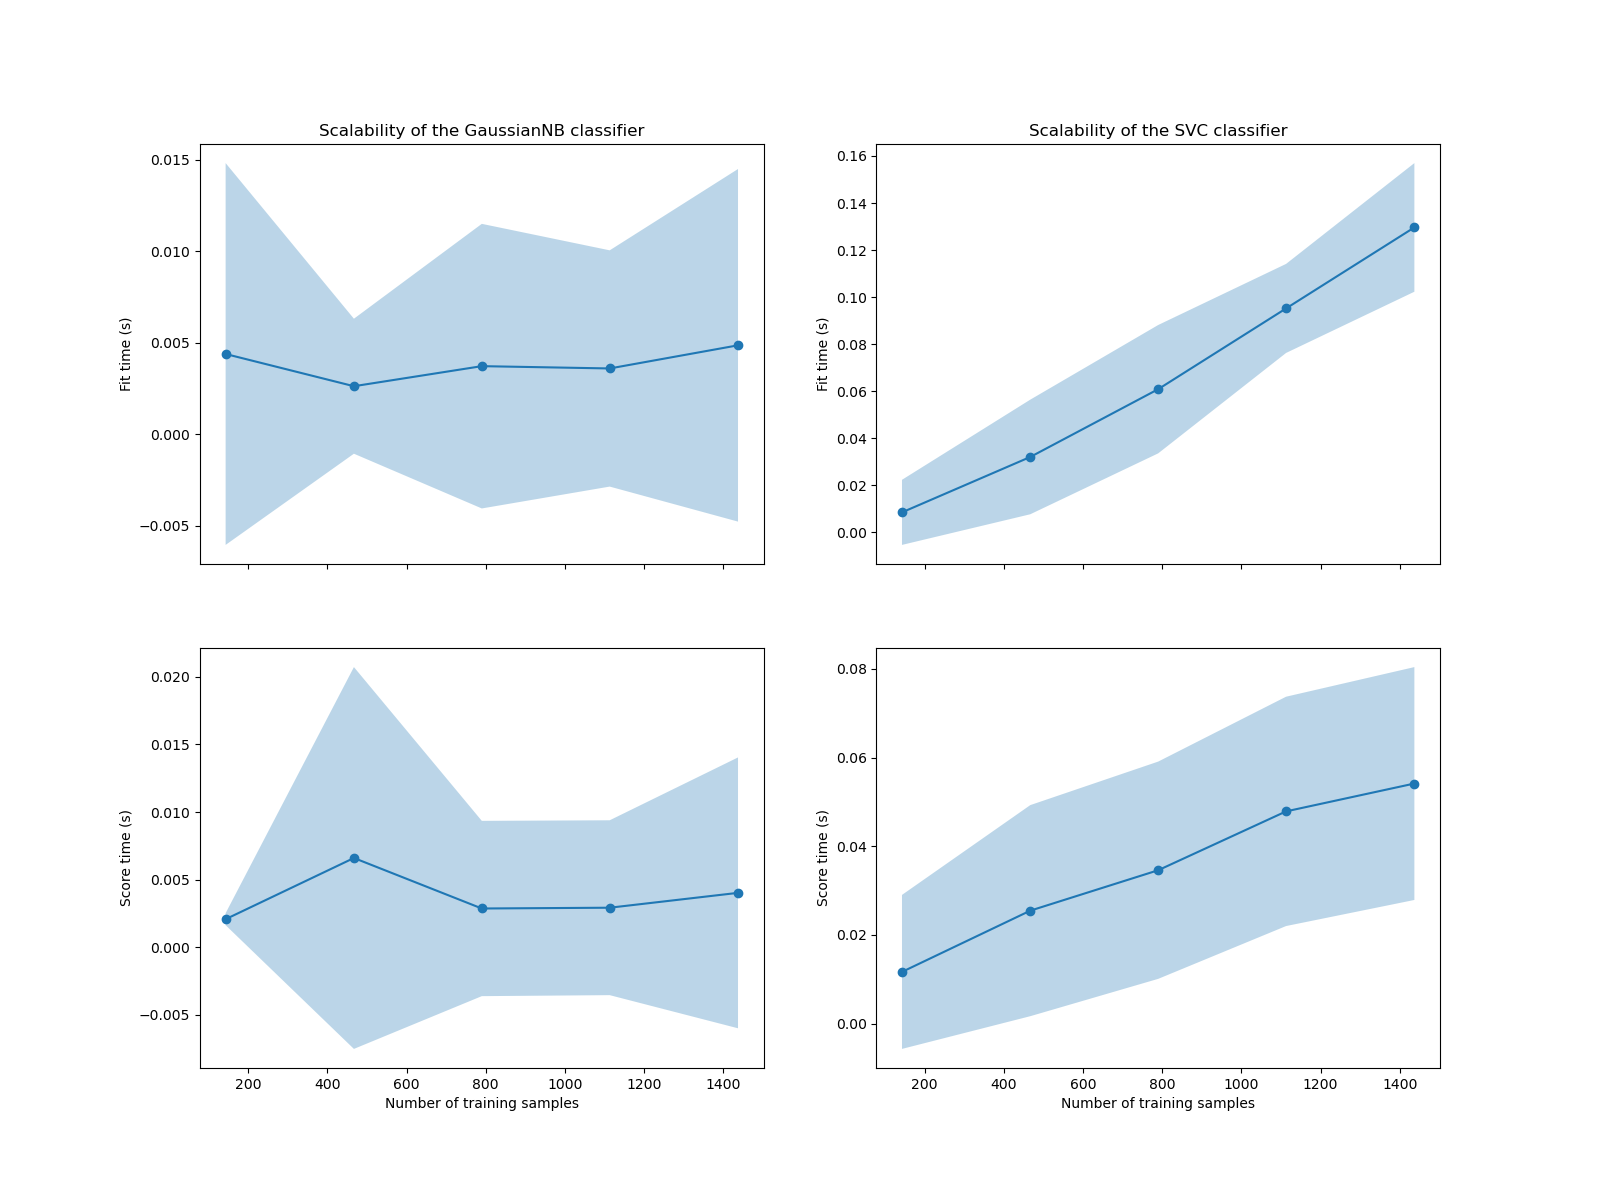 Scalability of the GaussianNB classifier
0.015
0.010
0.005
0.000
−0.005
Fit time (s)
Scalability of the SVC classifier
0.16
0.14
0.12
0.10
0.08
0.06
0.04
0.02
0.00
Fit time (s)
0.020
0.015
0.010
0.005
0.000
−0.005
Score time (s)
200 400 600 800 1000 1200 1400
Number of training samples
0.08
0.06
0.04
0.02
0.00
Score time (s)
200 400 600 800 1000 1200 1400
Number of training samples